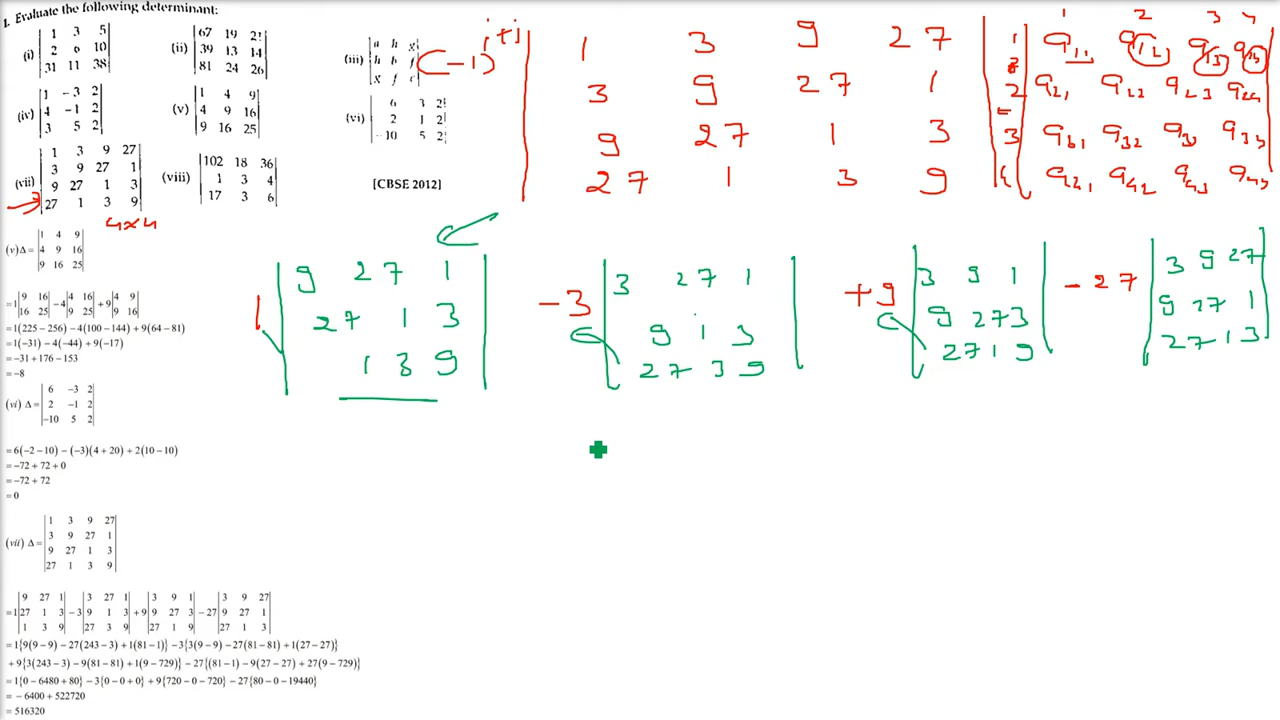 1. Evaluate the following determinant:
(i) | 1 3 5 |
| 2 6 10 |
| 31 11 38 |
(ii) | 67 19 21 |
| 39 13 14 |
| 81 24 26 |
(iii) | a h g |
| h b f |
| g f c |
(iv) | 1 -3 2 |
| 4 -1 2 |
| 3 5 2 |
(v) | 1 4 9 |
| 4 9 16 |
| 9 16 25 |
(vi) | 6 3 2 |
| 2 1 2 |
| -10 5 2 |
(vii) | 1 3 9 27 |
| 3 9 27 1 |
| 9 27 1 3 |
| 27 1 3 9 |
4×4
(viii) | 102 18 36 |
| 1 3 4 |
| 17 3 6 |
[CBSE 2012]
(-1)^{i+j}
| 1 3 9 27 |
| 3 9 27 1 |
| 9 27 1 3 |
| 27 1 3 9 |
1 2 3 4
1 | a11 a12 a13 |
2 | a21 a22 a23 a24 |
3 | a32 |
4 | a42 a43 |
1 | 9 27 1 |
| 27 1 3 |
| 1 3 9 |
-3 | 3 27 1 |
| 9 1 3 |
| 27 3 9 |
+9 | 3 9 1 |
| 9 27 3 |
| 27 1 9 |
-27 | 3 9 27 |
| 9 27 1 |
| 27 1 3 |
(v) Δ = | 1 4 9 |
| 4 9 16 |
| 9 16 25 |
= 1 | 9 16 | -4 | 4 16 | +9 | 4 9 |
| 16 25 | | 9 25 | | 9 16 |
= 1(225 – 256) – 4(100 – 144) + 9(64 – 81)
= 1(–31) – 4(–44) + 9(–17)
= –31 + 176 – 153
= –8
(vi) Δ = | 6 -3 2 |
| 2 -1 2 |
| -10 5 2 |
= 6(–2 – 10) – (–3)(4 + 20) + 2(10 – 10)
= –72 + 72 + 0
= –72 + 72
= 0
(vii) Δ = | 1 3 9 27 |
| 3 9 27 1 |
| 9 27 1 3 |
| 27 1 3 9 |
= 1 | 9 27 1 | -3 | 3 27 1 | +9 | 3 9 1 | -27 | 3 9 27 |
| 27 1 3 | | 9 1 3 | | 9 27 3 | | 9 27 1 |
| 1 3 9 | | 27 3 9 | | 27 1 9 | | 27 1 3 |
= 1{9(9 – 9) – 27(243 – 3) + 1(81 – 1)} – 3{3(9 – 9) – 27(81 – 81) + 1(27 – 27)}
+ 9{3(243 – 3) – 9(81 – 81) + 1(9 – 729)} – 27{(81 – 1) – 9(27 – 27) + 27(9 – 729)}
= 1{0 – 6480 + 80} – 3{0 – 0 + 0} + 9{720 – 0 – 720} – 27{80 – 0 – 19440}
= – 6400 + 522720
= 516320